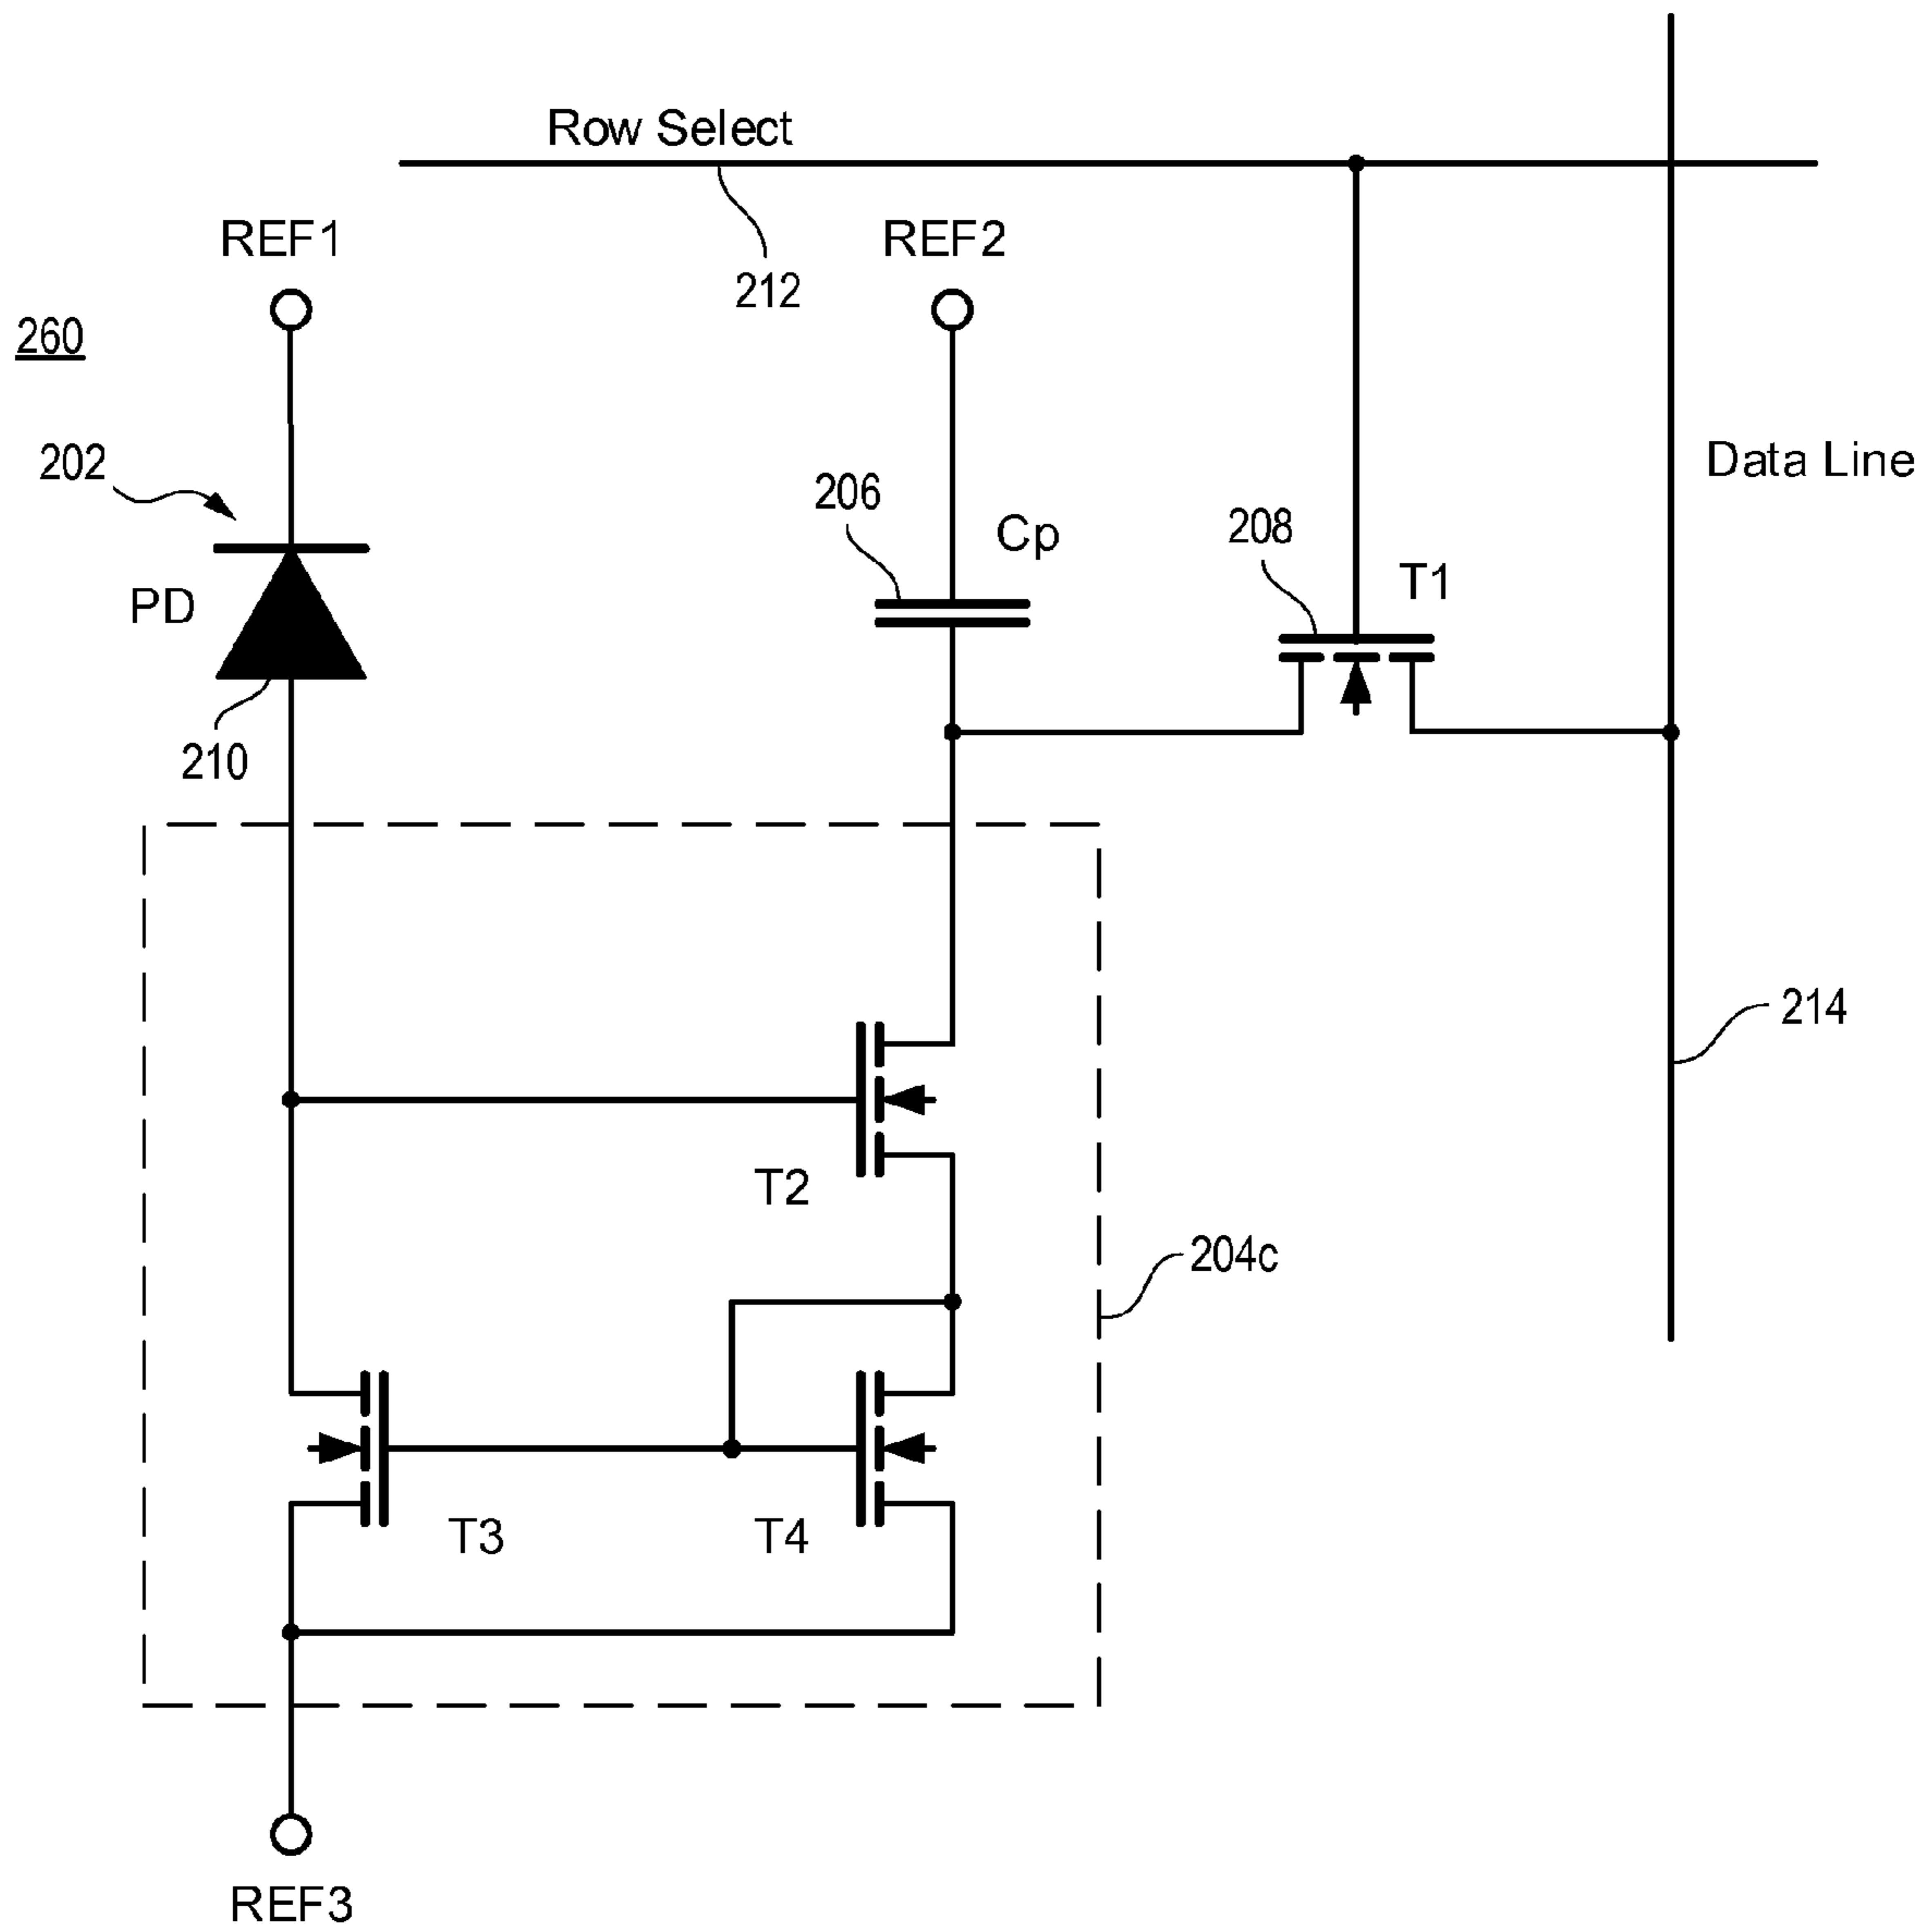 Row Select
212
REF1
REF2
260
202
206
Cp
208
T1
Data Line
PD
210
214
T2
204c
T3
T4
REF3